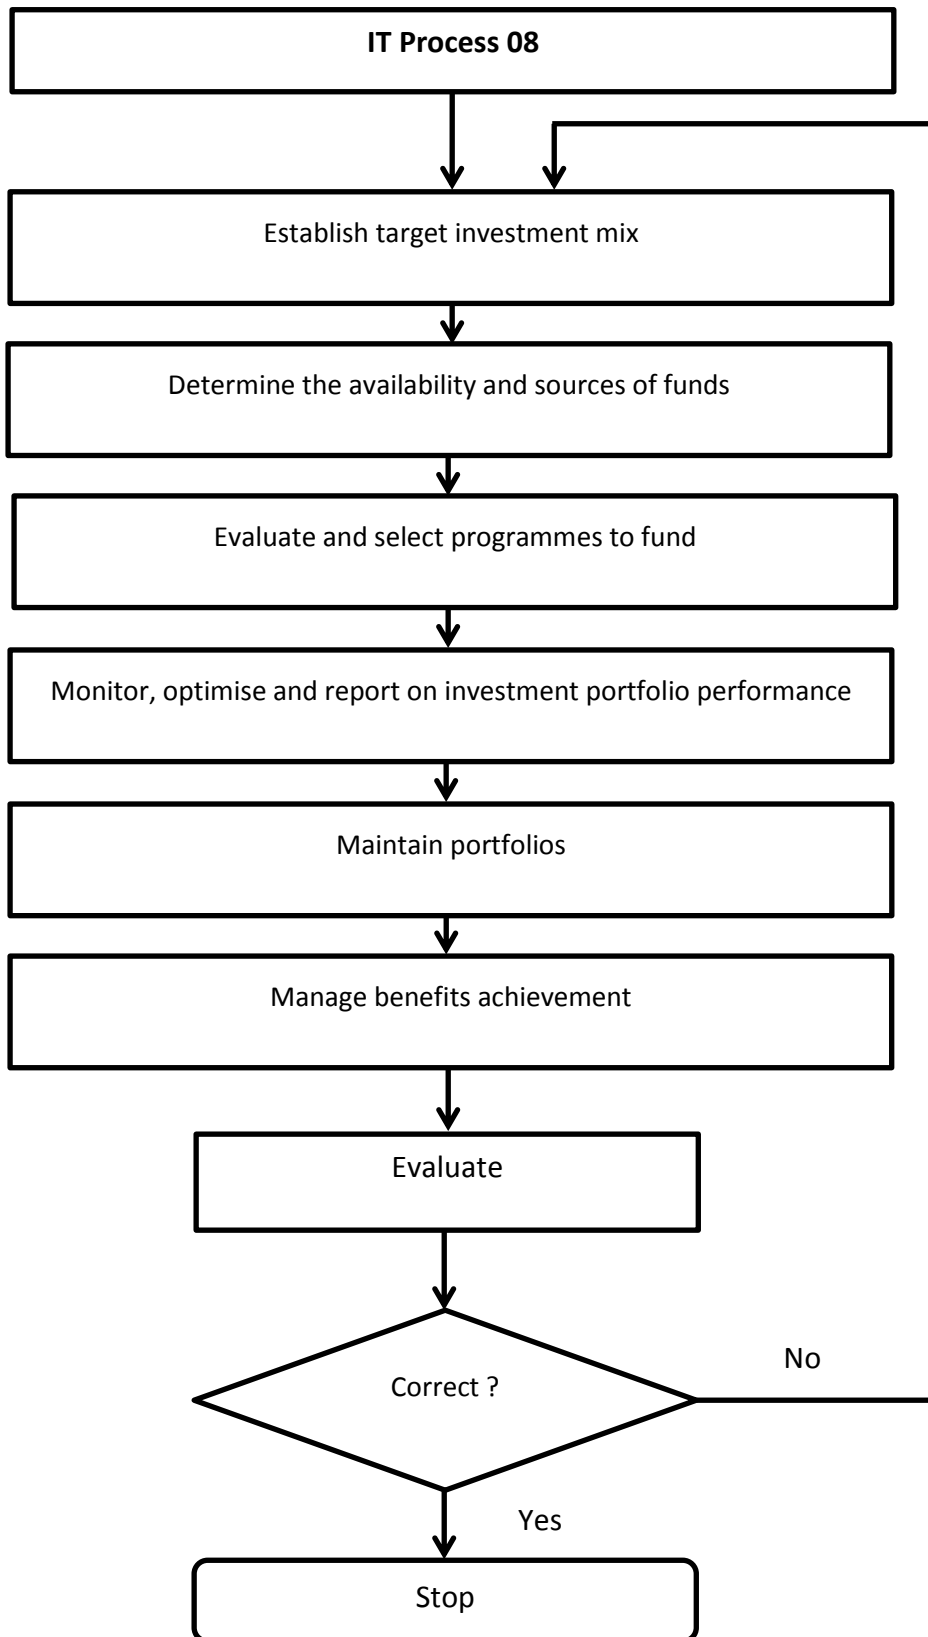 IT Process 08
Establish target investment mix
Determine the availability and sources of funds
Evaluate and select programmes to fund
Monitor, optimise and report on investment portfolio performance
Maintain portfolios
Manage benefits achievement
Evaluate
Correct ?
No
Yes
Stop